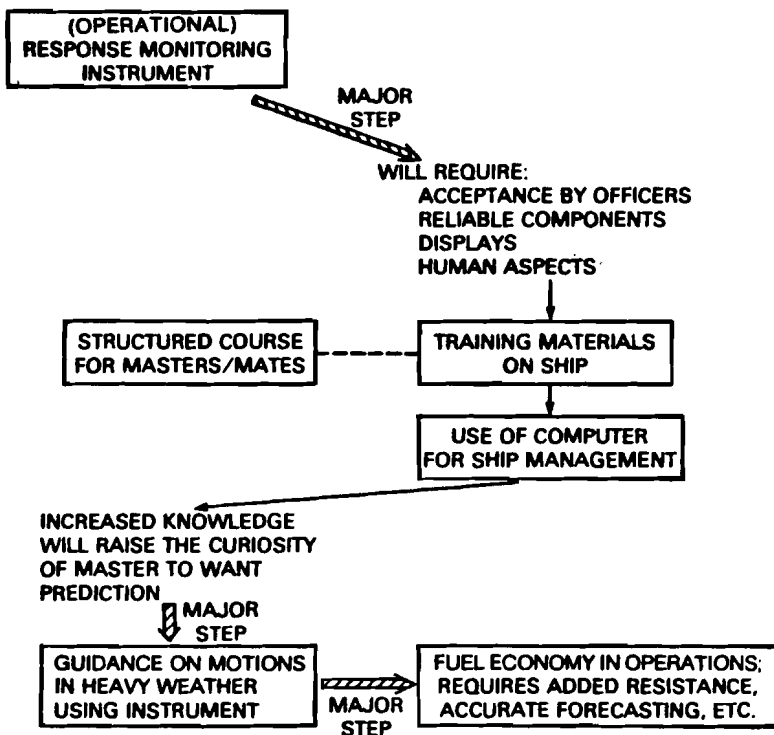 (OPERATIONAL)
RESPONSE MONITORING
INSTRUMENT
MAJOR
STEP
WILL REQUIRE:
ACCEPTANCE BY OFFICERS
RELIABLE COMPONENTS
DISPLAYS
HUMAN ASPECTS
STRUCTURED COURSE
FOR MASTERS/MATES
TRAINING MATERIALS
ON SHIP
USE OF COMPUTER
FOR SHIP MANAGEMENT
INCREASED KNOWLEDGE
WILL RAISE THE CURIOSITY
OF MASTER TO WANT
PREDICTION
MAJOR
STEP
GUIDANCE ON MOTIONS
IN HEAVY WEATHER
USING INSTRUMENT
MAJOR
STEP
FUEL ECONOMY IN OPERATIONS;
REQUIRES ADDED RESISTANCE,
ACCURATE FORECASTING, ETC.